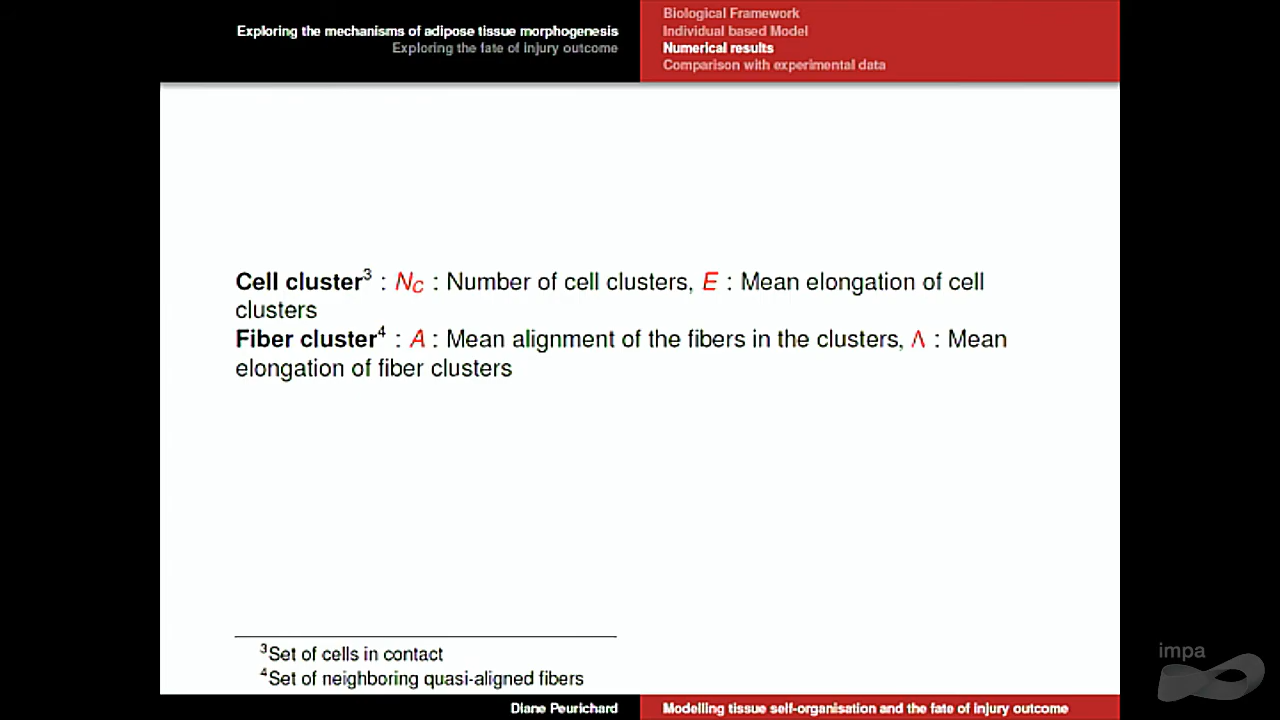 Exploring the mechanisms of adipose tissue morphogenesis
Exploring the fate of injury outcome
Biological Framework
Individual based Model
Numerical results
Comparison with experimental data
Cell cluster³ : N_C : Number of cell clusters, E : Mean elongation of cell
clusters
Fiber cluster⁴ : A : Mean alignment of the fibers in the clusters, Λ : Mean
elongation of fiber clusters
³Set of cells in contact
⁴Set of neighboring quasi-aligned fibers
Diane Peurichard
Modelling tissue self-organisation and the fate of injury outcome
impa